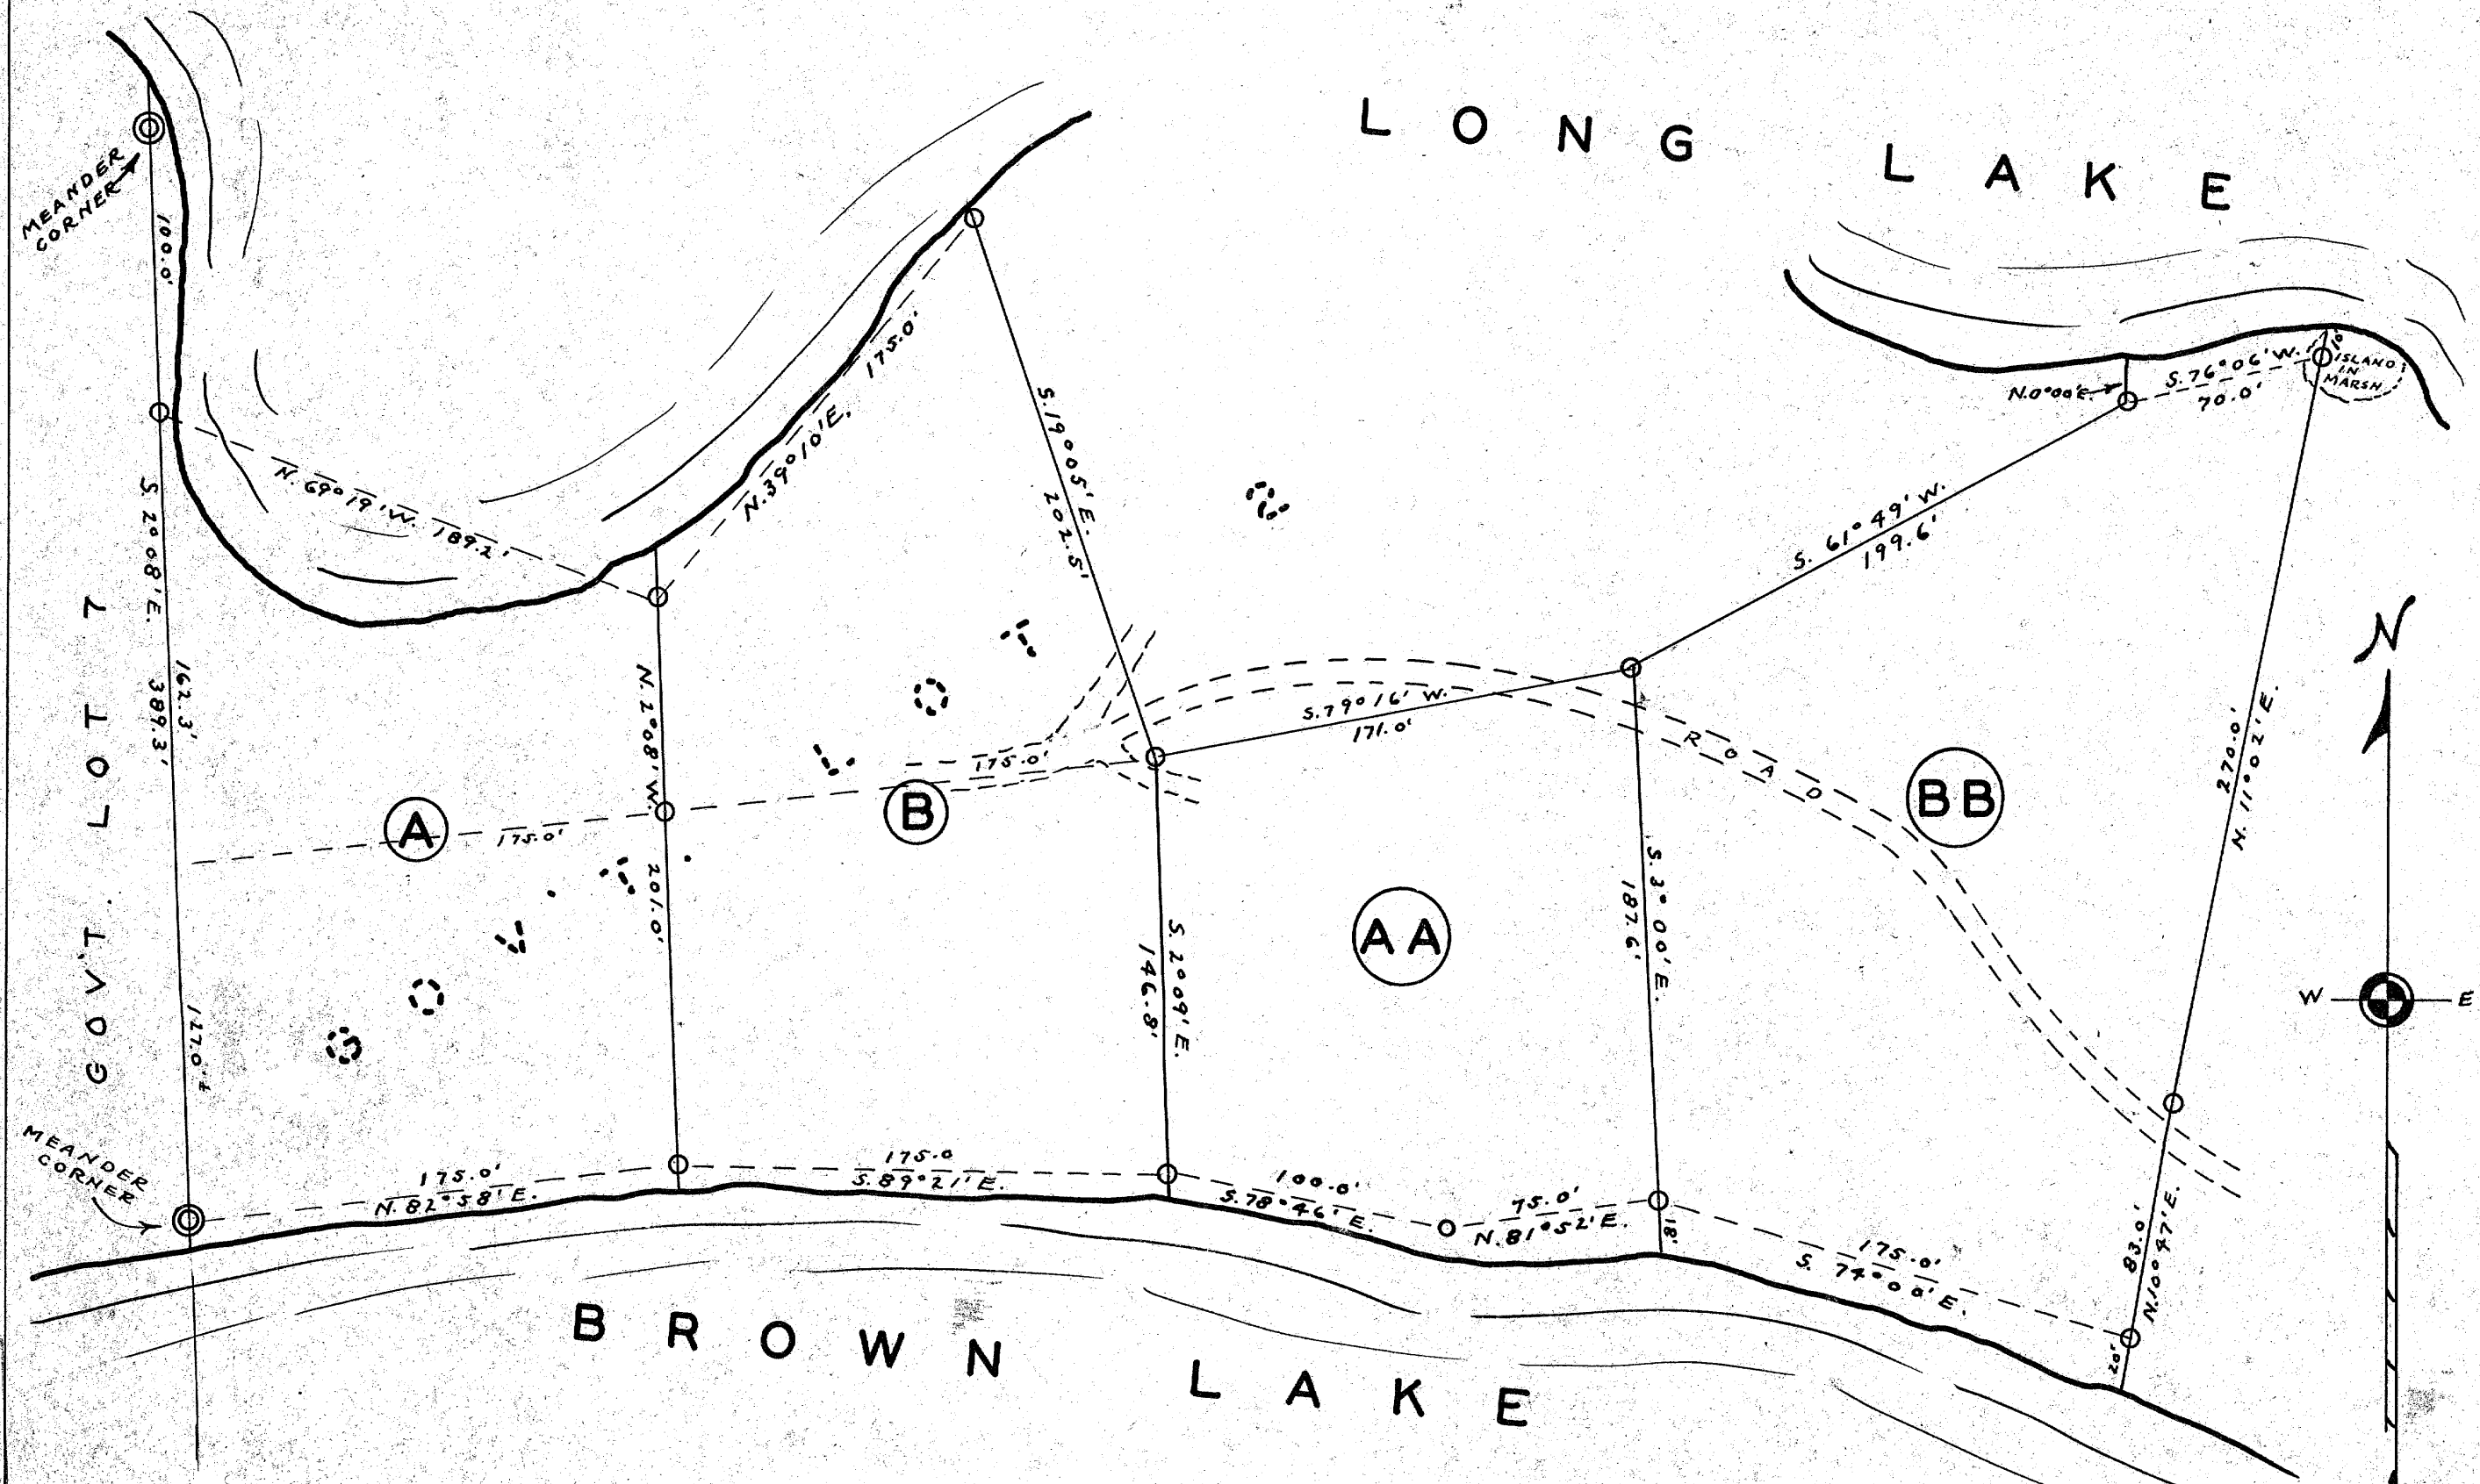 LONG LAKE
MEANDER
CORNER
100.0'
N. 69°19'W. 189.2'
S. 2°08'E. 389.3'
162.3'
127.0'±
GOV'T. LOT 7
N. 39°10'E.
175.0'
S. 19°05'E.
202.5'
N. 0°00'E.
S. 76°06'W.
70.0'
10'
ISLAND
IN
MARSH
S. 61°49'W.
199.6'
N
W E
N. 2°08'W.
201.0'
175.0'
175.0'
A
B
S. 79°16'W.
171.0'
ROAD
BB
270.0'
N. 11°02'E.
AA
S. 2°09'E.
146.8'
S. 3°00'E.
187.6'
MEANDER
CORNER
175.0'
N. 82°58'E.
175.0
S. 89°21'E.
100.0'
S. 78°46'E.
75.0'
N. 81°52'E.
18'
175.0'
S. 74°00'E.
83.0'
N. 10°47'E.
20'
BROWN LAKE